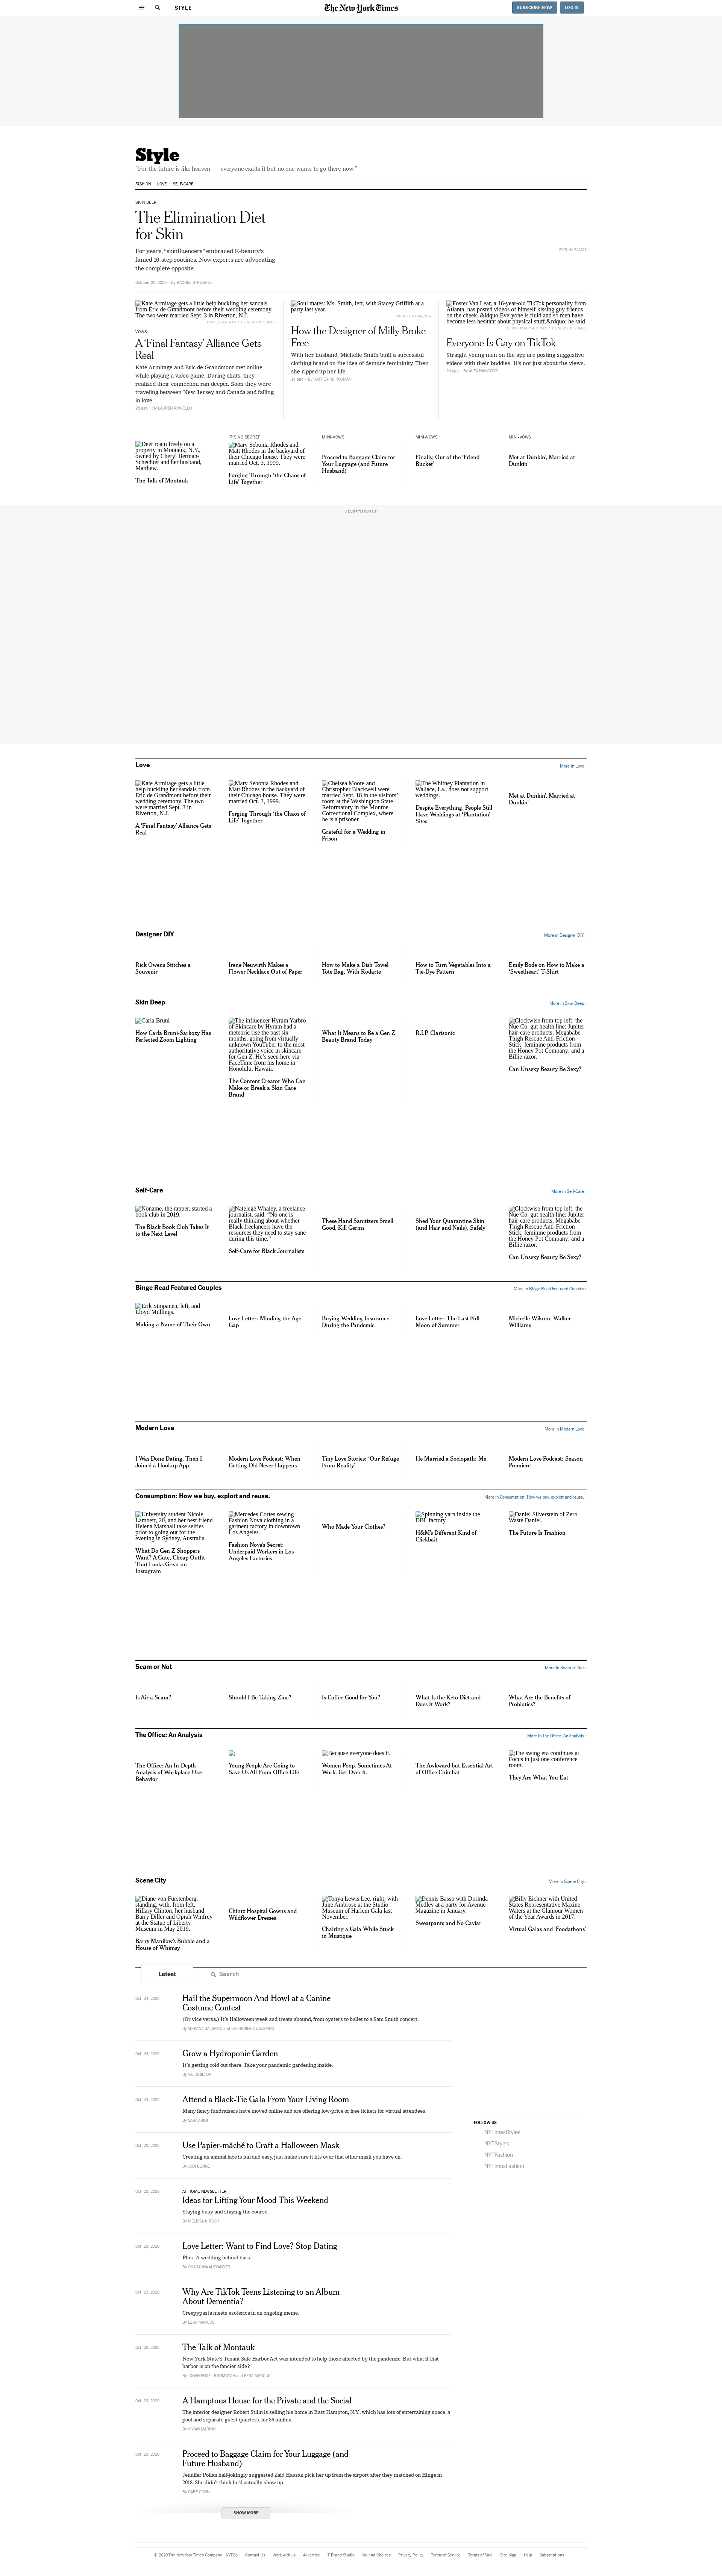 STYLE
The New York Times
SUBSCRIBE NOW
LOG IN
Style
"For the future is like heaven — everyone exalts it but no one wants to go there now."
FASHION
LOVE
SELF-CARE
SKIN DEEP
The Elimination Diet
for Skin
For years, "skinfluencers" embraced K-beauty's
famed 10-step routines. Now experts are advocating
the complete opposite.
October 22, 2020 • By RACHEL STRUGATZ
Kate Armitage gets a little help buckling her sandals
from Eric de Grandmont before their wedding ceremony.
The two were married Sept. 3 in Riverton, N.J.
VOWS
A 'Final Fantasy' Alliance Gets
Real
Kate Armitage and Eric de Grandmont met online
while playing a video game. During chats, they
realized their connection ran deeper. Soon they were
traveling between New Jersey and Canada and falling
in love.
2d ago • By LAUREN ROWELLO
Soul mates: Ms. Smith, left, with Stacey Griffith at a
party last year.
How the Designer of Milly Broke
Free
With her husband, Michelle Smith built a successful
clothing brand on the idea of demure femininity. Then
she ripped up her life.
1d ago • By KATHERINE ROSMAN
Foster Van Lear, a 16-year-old TikTok personality from
Atlanta, has posted videos of himself kissing guy friends
on the cheek. &ldquo;Everyone is fluid and so men have
become less hesitant about physical stuff,&rdquo; he said.
Everyone Is Gay on TikTok
Straight young men on the app are posting suggestive
videos with their buddies. It's not just about the views.
2d ago • By ALEX HAWGOOD
Deer roam freely on a
property in Montauk, N.Y.,
owned by Cheryl Berman-
Schechter and her husband,
Matthew.
The Talk of Montauk
IT'S NO SECRET
Mary Sebonia Rhodes and
Matt Rhodes in the backyard of
their Chicago house. They were
married Oct. 3, 1999.
Forging Through 'the Chaos of
Life' Together
MINI-VOWS
Proceed to Baggage Claim for
Your Luggage (and Future
Husband)
MINI-VOWS
Finally, Out of the 'Friend
Bucket'
MINI-VOWS
Met at Dunkin', Married at
Dunkin'
ADVERTISEMENT
Love
More in Love ›
Kate Armitage gets a little
help buckling her sandals from
Eric de Grandmont before their
wedding ceremony. The two
were married Sept. 3 in
Riverton, N.J.
A 'Final Fantasy' Alliance Gets
Real
Mary Sebonia Rhodes and
Matt Rhodes in the backyard of
their Chicago house. They were
married Oct. 3, 1999.
Forging Through 'the Chaos of
Life' Together
Chelsea Moore and
Christopher Blackwell were
married Sept. 18 in the visitors'
room at the Washington State
Reformatory in the Monroe
Correctional Complex, where
he is a prisoner.
Grateful for a Wedding in
Prison
The Whitney Plantation in
Wallace, La., does not support
weddings.
Despite Everything, People Still
Have Weddings at 'Plantation'
Sites
Met at Dunkin', Married at
Dunkin'
Designer DIY
More in Designer DIY ›
Rick Owens Stitches a
Souvenir
Irene Neuwirth Makes a
Flower Necklace Out of Paper
How to Make a Dish Towel
Tote Bag, With Rodarte
How to Turn Vegetables Into a
Tie-Dye Pattern
Emily Bode on How to Make a
'Sweetheart' T-Shirt
Skin Deep
More in Skin Deep ›
Carla Bruni
How Carla Bruni-Sarkozy Has
Perfected Zoom Lighting
The influencer Hyram Yarbro
of Skincare by Hyram had a
meteoric rise the past six
months, going from virtually
unknown YouTuber to the most
authoritative voice in skincare
for Gen Z. He's seen here via
FaceTime from his home in
Honolulu, Hawaii.
The Content Creator Who Can
Make or Break a Skin Care
Brand
What It Means to Be a Gen Z
Beauty Brand Today
R.I.P. Clarisonic
Clockwise from top left: the
Nue Co. gut health line; Jupiter
hair-care products; Megababe
Thigh Rescue Anti-Friction
Stick; feminine products from
the Honey Pot Company; and a
Billie razor.
Can Unsexy Beauty Be Sexy?
Self-Care
More in Self-Care ›
Noname, the rapper, started a
book club in 2019.
The Black Book Club Takes It
to the Next Level
Natelegé Whaley, a freelance
journalist, said: "No one is
really thinking about whether
Black freelancers have the
resources they need to stay sane
during this time."
Self-Care for Black Journalists
These Hand Sanitizers Smell
Good, Kill Germs
Shed Your Quarantine Skin
(and Hair and Nails), Safely
Clockwise from top left: the
Nue Co. gut health line; Jupiter
hair-care products; Megababe
Thigh Rescue Anti-Friction
Stick; feminine products from
the Honey Pot Company; and a
Billie razor.
Can Unsexy Beauty Be Sexy?
Binge Read Featured Couples
More in Binge Read Featured Couples ›
Erik Simpanen, left, and
Lloyd Mullings.
Making a Name of Their Own
Love Letter: Minding the Age
Gap
Buying Wedding Insurance
During the Pandemic
Love Letter: The Last Full
Moon of Summer
Michelle Wikum, Walker
Williams
Modern Love
More in Modern Love ›
I Was Done Dating. Then I
Joined a Hookup App.
Modern Love Podcast: When
Getting Old Never Happens
Tiny Love Stories: 'Our Refuge
From Reality'
He Married a Sociopath: Me
Modern Love Podcast: Season
Premiere
Consumption: How we buy, exploit and reuse.
More in Consumption: How we buy, exploit and reuse. ›
University student Nicole
Lambert, 20, and her best friend
Helena Marshall take selfies
prior to going out for the
evening in Sydney, Australia.
What Do Gen Z Shoppers
Want? A Cute, Cheap Outfit
That Looks Great on
Instagram
Mercedes Cortes sewing
Fashion Nova clothing in a
garment factory in downtown
Los Angeles.
Fashion Nova's Secret:
Underpaid Workers in Los
Angeles Factories
Who Made Your Clothes?
Spinning yarn inside the
DBL factory.
H&M's Different Kind of
Clickbait
Daniel Silverstein of Zero
Waste Daniel.
The Future Is Trashion
Scam or Not
More in Scam or Not ›
Is Air a Scam?
Should I Be Taking Zinc?
Is Coffee Good for You?
What Is the Keto Diet and
Does It Work?
What Are the Benefits of
Probiotics?
The Office: An Analysis
More in The Office: An Analysis ›
The Office: An In-Depth
Analysis of Workplace User
Behavior
Young People Are Going to
Save Us All From Office Life
Because everyone does it.
Women Poop. Sometimes At
Work. Get Over It.
The Awkward but Essential Art
of Office Chitchat
The swing era continues at
Focus in just one conference
room.
They Are What You Eat
Scene City
More in Scene City ›
Diane von Furstenberg,
standing, with, from left,
Hillary Clinton, her husband
Barry Diller and Oprah Winfrey
at the Statue of Liberty
Museum in May 2019.
Barry Manilow's Bubble and a
House of Whimsy
Chintz Hospital Gowns and
Wildflower Dresses
Tonya Lewis Lee, right, with
June Ambrose at the Studio
Museum of Harlem Gala last
November.
Chairing a Gala While Stuck
in Mustique
Dennis Basso with Dorinda
Medley at a party for Avenue
Magazine in January.
Sweatpants and No Caviar
Billy Eichner with United
States Representative Maxine
Waters at the Glamour Women
of the Year Awards in 2017.
Virtual Galas and 'Foodathons'
Latest
Search
Oct. 24, 2020
Hail the Supermoon And Howl at a Canine
Costume Contest
(Or vice versa.) It's Halloween week and treats abound, from oysters to ballet to a Sam Smith concert.
By ADRIANA BALSAMO and KATHERINE CUSUMANO
Oct. 24, 2020
Grow a Hydroponic Garden
It's getting cold out there. Take your pandemic gardening inside.
By A.C. SHILTON
Oct. 24, 2020
Attend a Black-Tie Gala From Your Living Room
Many fancy fundraisers have moved online and are offering low-price or free tickets for virtual attendees.
By SARA ARIDI
Oct. 23, 2020
Use Papier-mâché to Craft a Halloween Mask
Creating an animal face is fun and easy, just make sure it fits over that other mask you have on.
By JODI LEVINE
Oct. 23, 2020
AT HOME NEWSLETTER
Ideas for Lifting Your Mood This Weekend
Staying busy and staying the course.
By MELISSA KIRSCH
Oct. 23, 2020
Love Letter: Want to Find Love? Stop Dating
Plus: A wedding behind bars.
By CHARANNA ALEXANDER
Oct. 23, 2020
Why Are TikTok Teens Listening to an Album
About Dementia?
Creepypasta meets esoterica in an ongoing meme.
By EZRA MARCUS
Oct. 23, 2020
The Talk of Montauk
New York State's Tenant Safe Harbor Act was intended to help those affected by the pandemic. But what if that
harbor is on the fancier side?
By JONAH ENGEL BROMWICH and EZRA MARCUS
Oct. 23, 2020
A Hamptons House for the Private and the Social
The interior designer Robert Stilin is selling his home in East Hampton, N.Y., which has lots of entertaining space, a
pool and separate guest quarters, for $6 million.
By VIVIAN MARINO
Oct. 23, 2020
Proceed to Baggage Claim for Your Luggage (and
Future Husband)
Jennifer Pollan half-jokingly suggested Zaid Hassan pick her up from the airport after they matched on Hinge in
2018. She didn't think he'd actually show up.
By GABE COHN
SHOW MORE
FOLLOW US
NYTimesStyles
NYTStyles
NYTFashion
NYTimesFashion
© 2020 The New York Times Company
NYTCo
Contact Us
Work with us
Advertise
T Brand Studio
Your Ad Choices
Privacy Policy
Terms of Service
Terms of Sale
Site Map
Help
Subscriptions